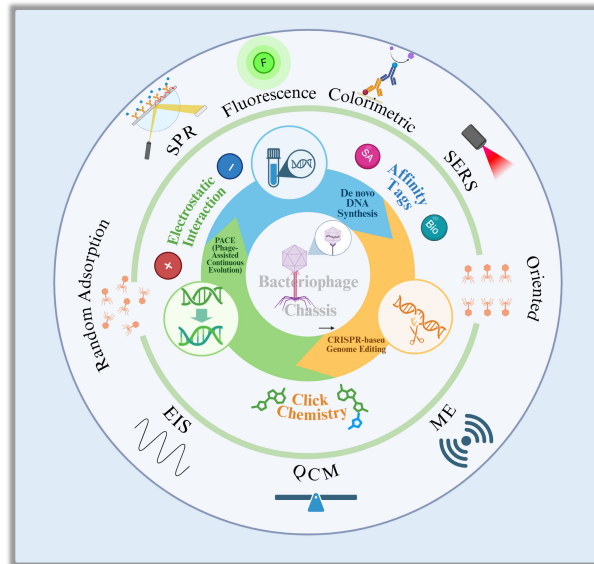 F
Fluorescence
Colorimetric
SPR
SERS
SA
Affinity
Tags
Bio
Electrostatic
Interaction
De novo
DNA
Synthesis
PACE
(Phage-
Assisted
Continuous
Evolution)
Bacteriophage
Chassis
CRISPR-based
Genome Editing
Click
Chemistry
Random Adsorption
Oriented
EIS
QCM
ME